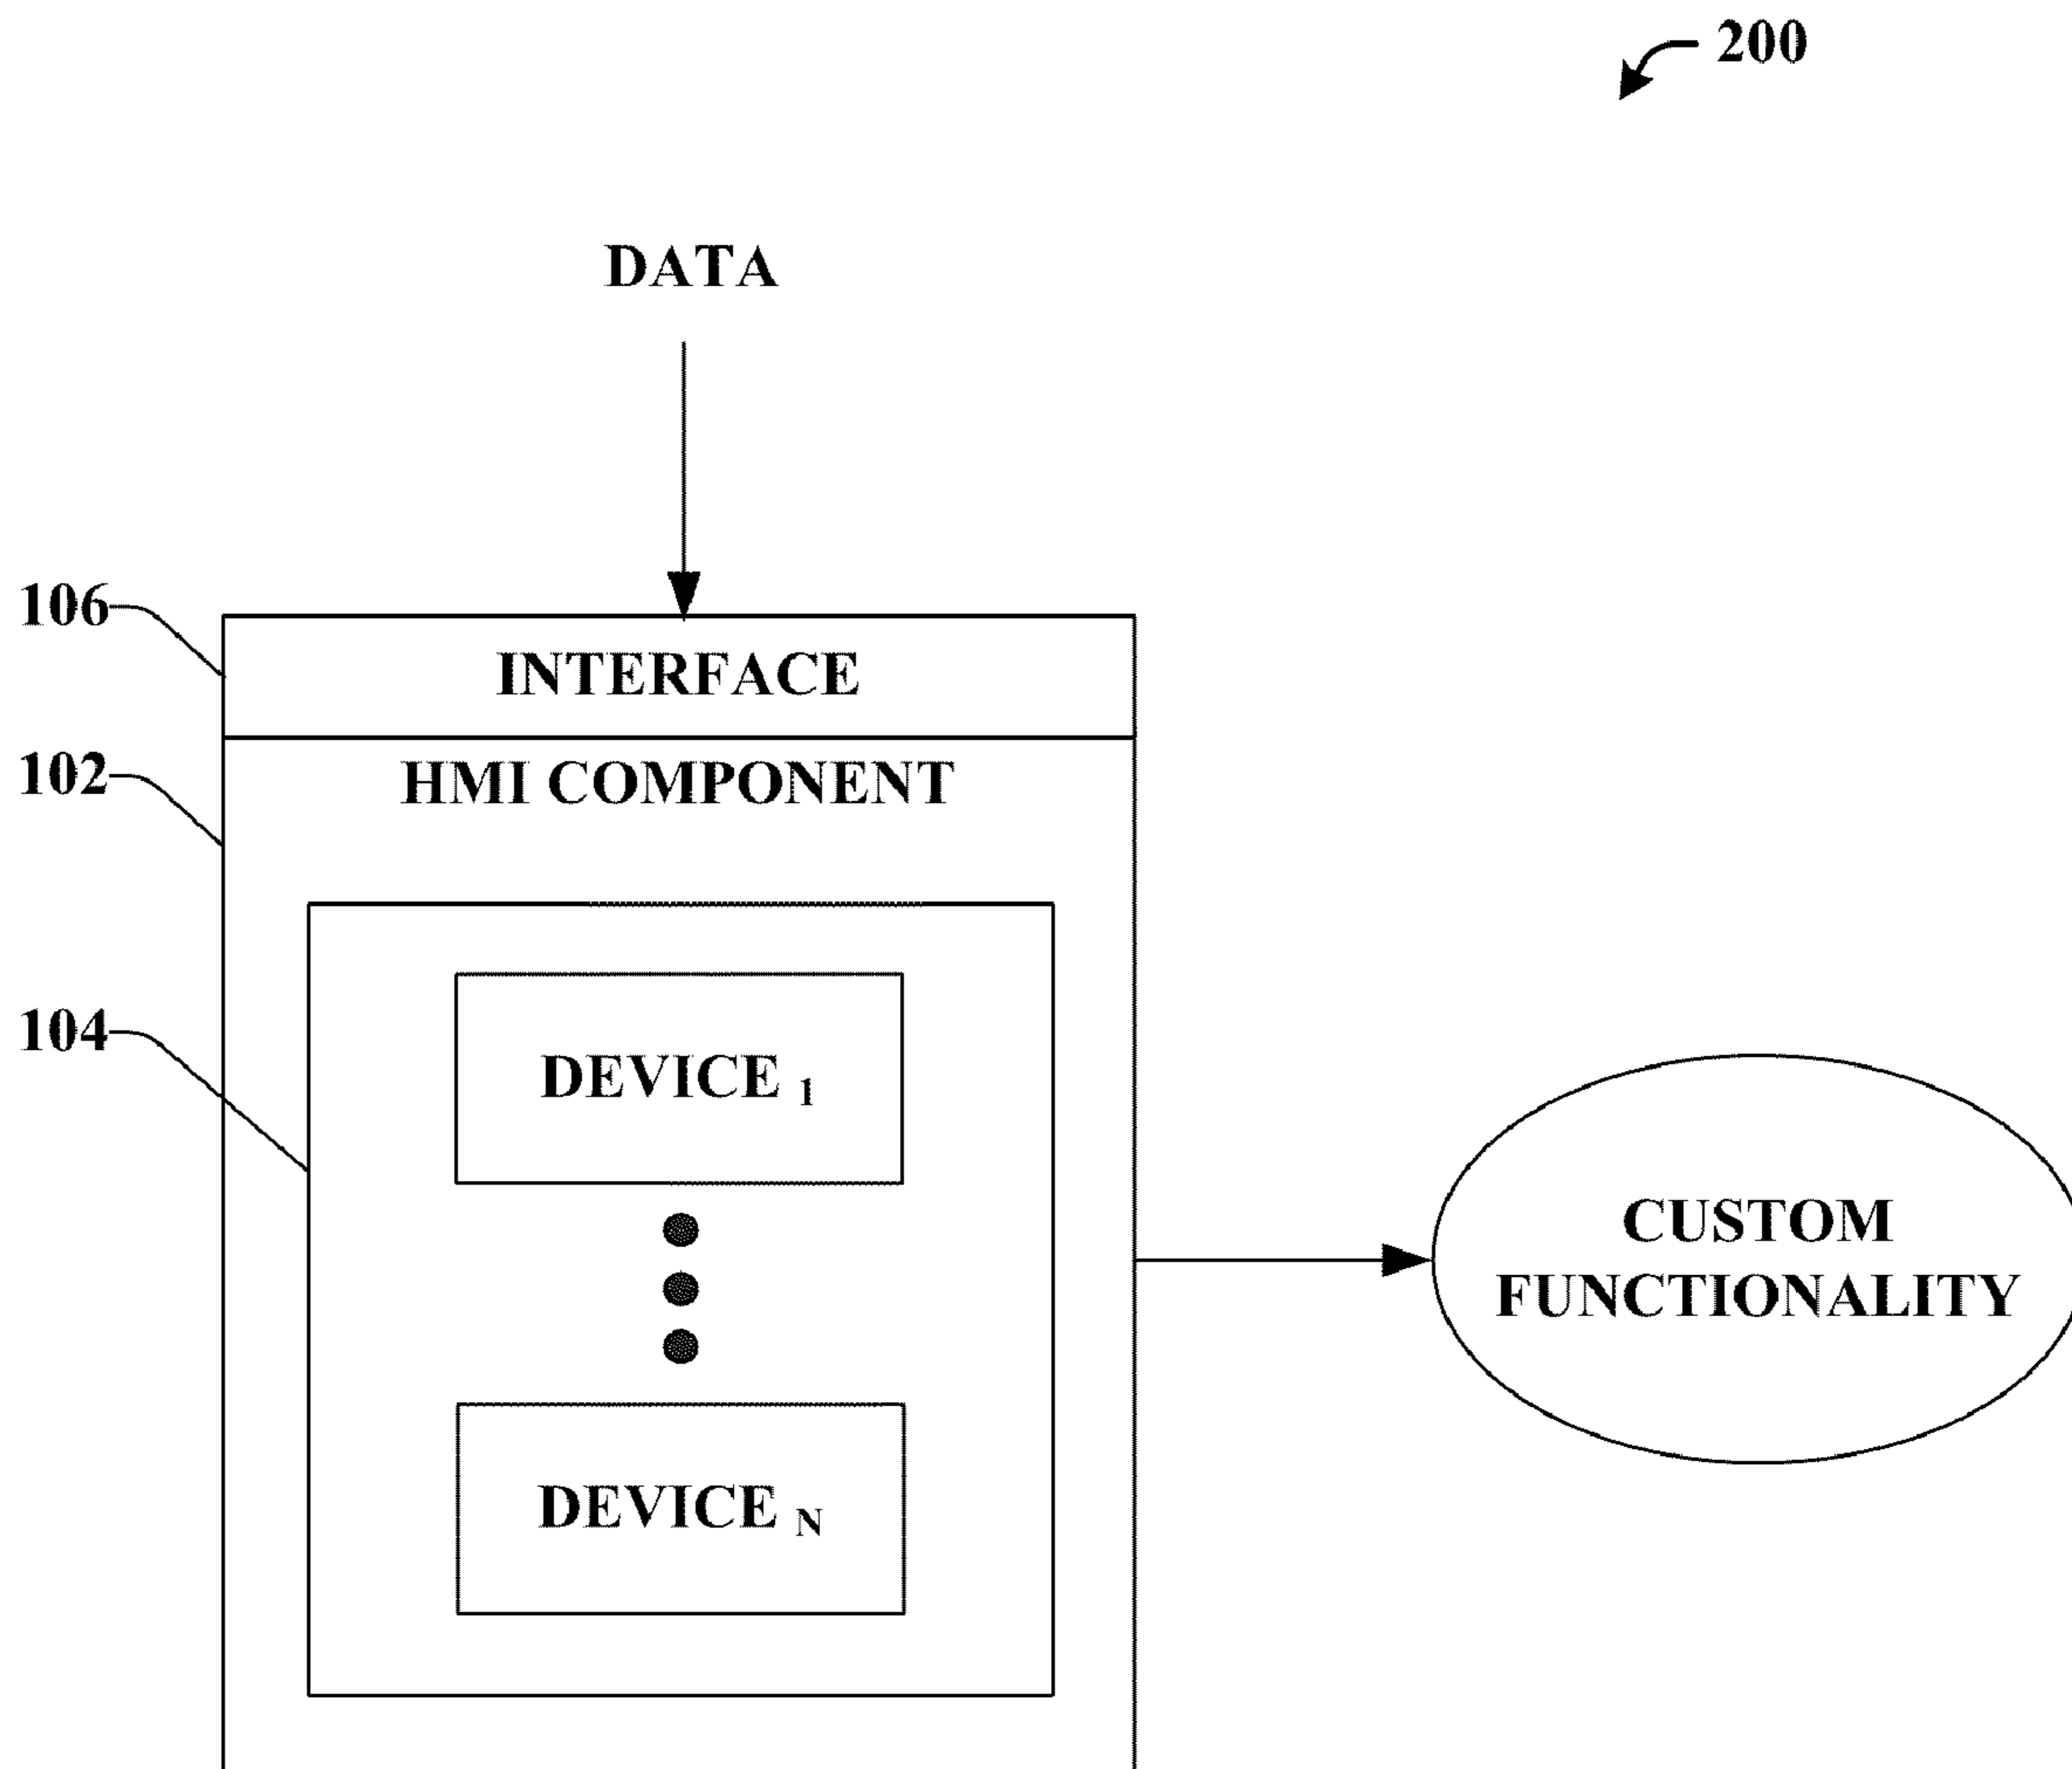 200
DATA
106
INTERFACE
102
HMI COMPONENT
104
DEVICE 1
DEVICE N
CUSTOM
FUNCTIONALITY